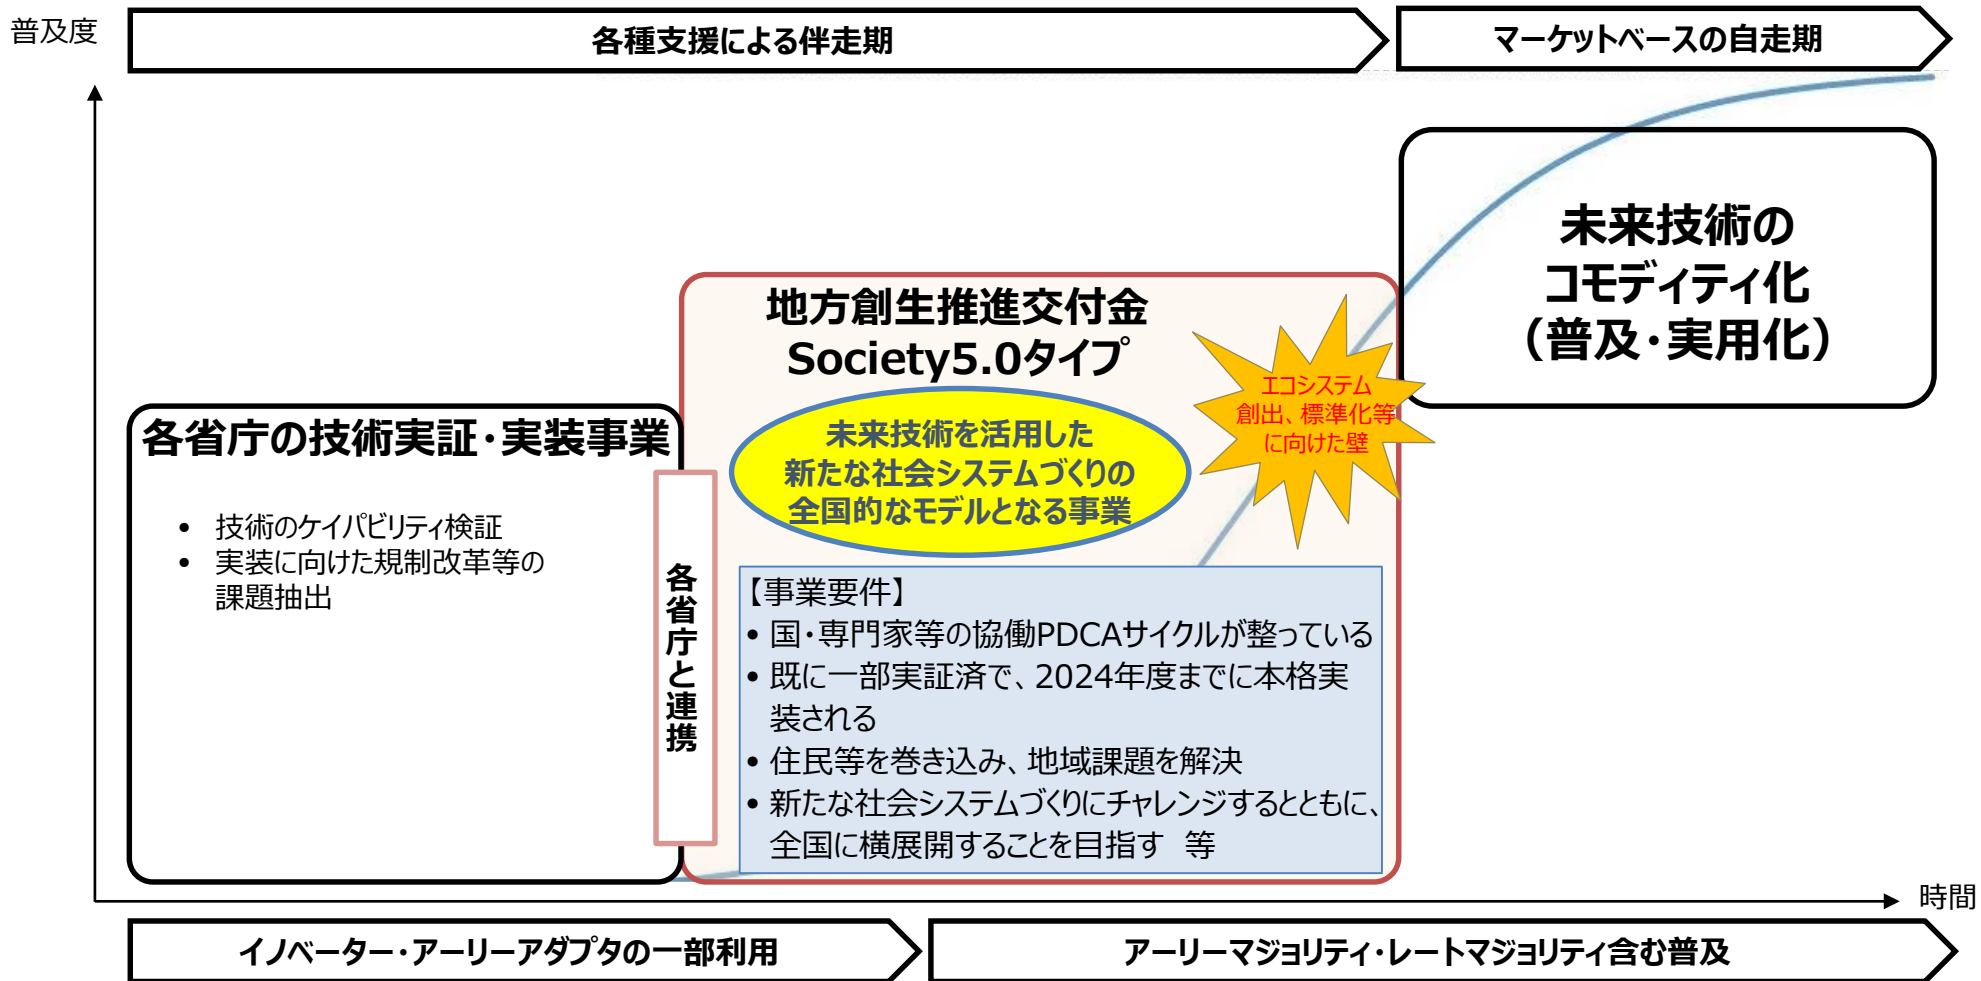 普及度
各種支援による伴走期
マーケットベースの自走期
未来技術の
コモディティ化
（普及・実用化）
地方創生推進交付金
Society5.0タイプ
エコシステム
創出、標準化等
に向けた壁
未来技術を活用した
新たな社会システムづくりの
全国的なモデルとなる事業
各省庁の技術実証・実装事業
• 技術のケイパビリティ検証
• 実装に向けた規制改革等の
課題抽出
各省庁と連携
【事業要件】
• 国・専門家等の協働PDCAサイクルが整っている
• 既に一部実証済で、2024年度までに本格実
装される
• 住民等を巻き込み、地域課題を解決
• 新たな社会システムづくりにチャレンジするとともに、
全国に横展開することを目指す　等
時間
イノベーター・アーリーアダプタの一部利用
アーリーマジョリティ・レートマジョリティ含む普及